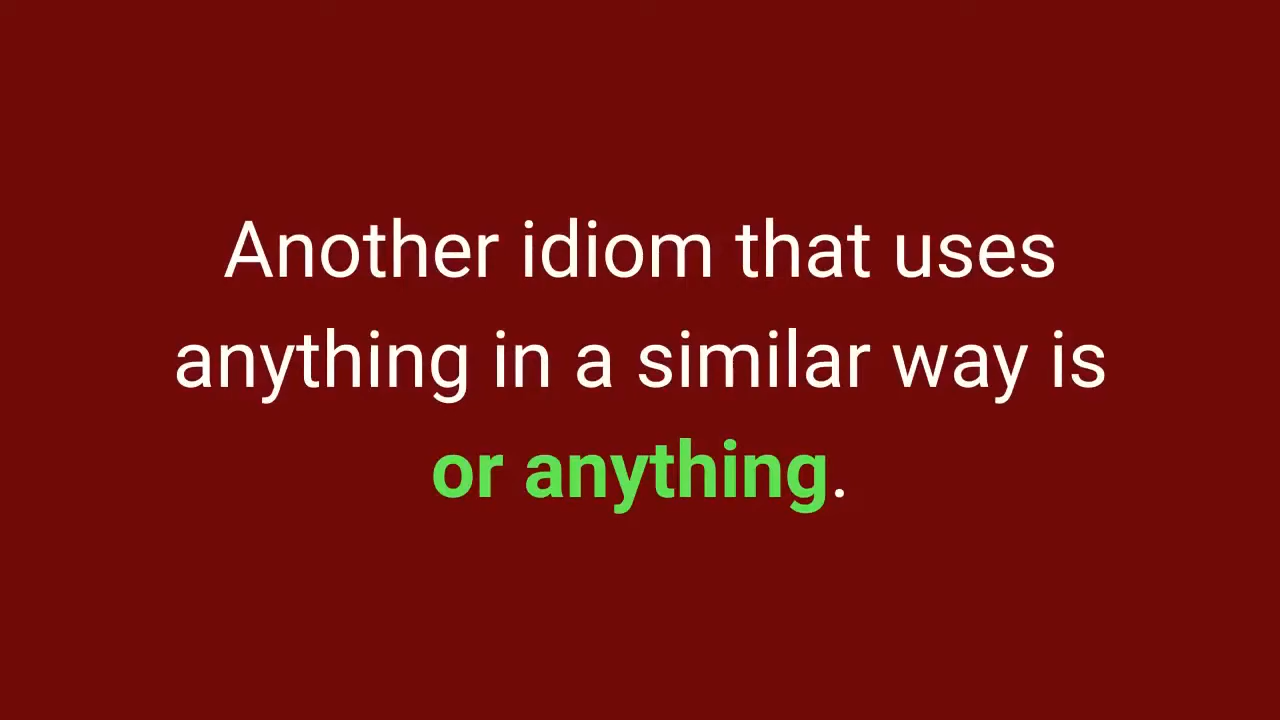 Another idiom that uses
anything in a similar way is
or anything.